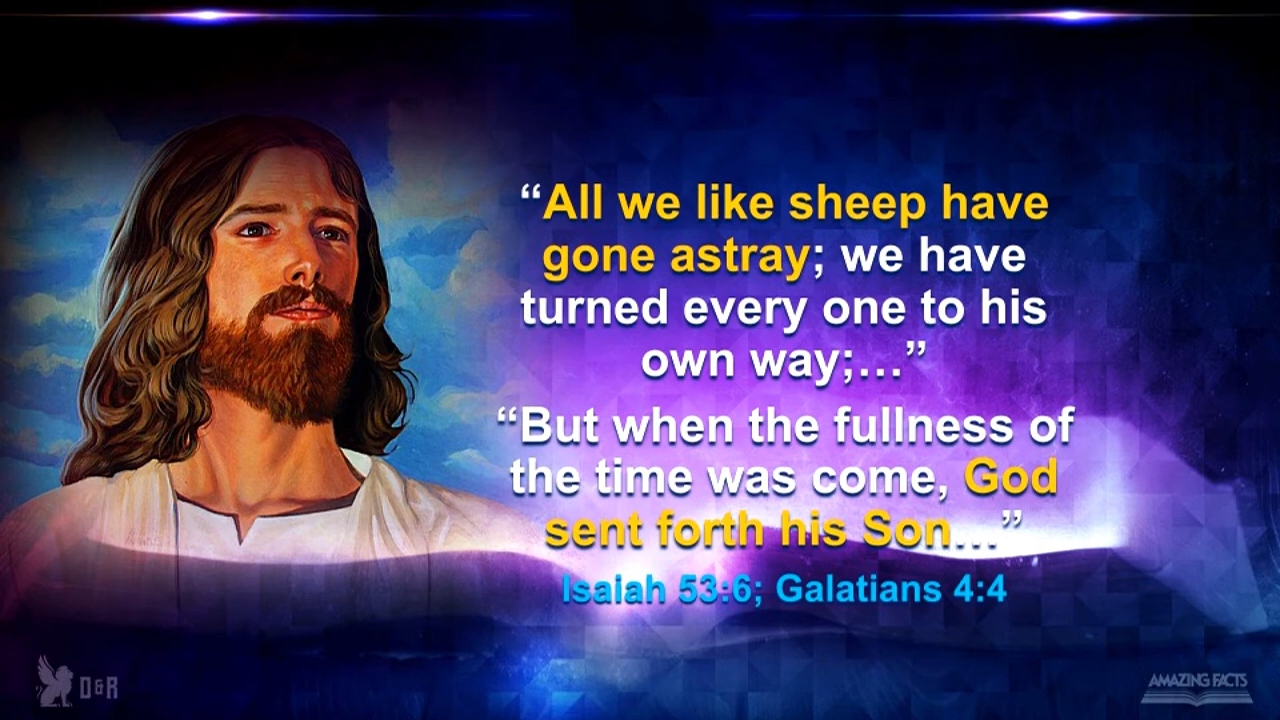 “All we like sheep have
gone astray; we have
turned every one to his
own way;…”
“But when the fullness of
the time was come, God
sent forth his Son…”
Isaiah 53:6; Galatians 4:4
D&R
AMAZING FACTS